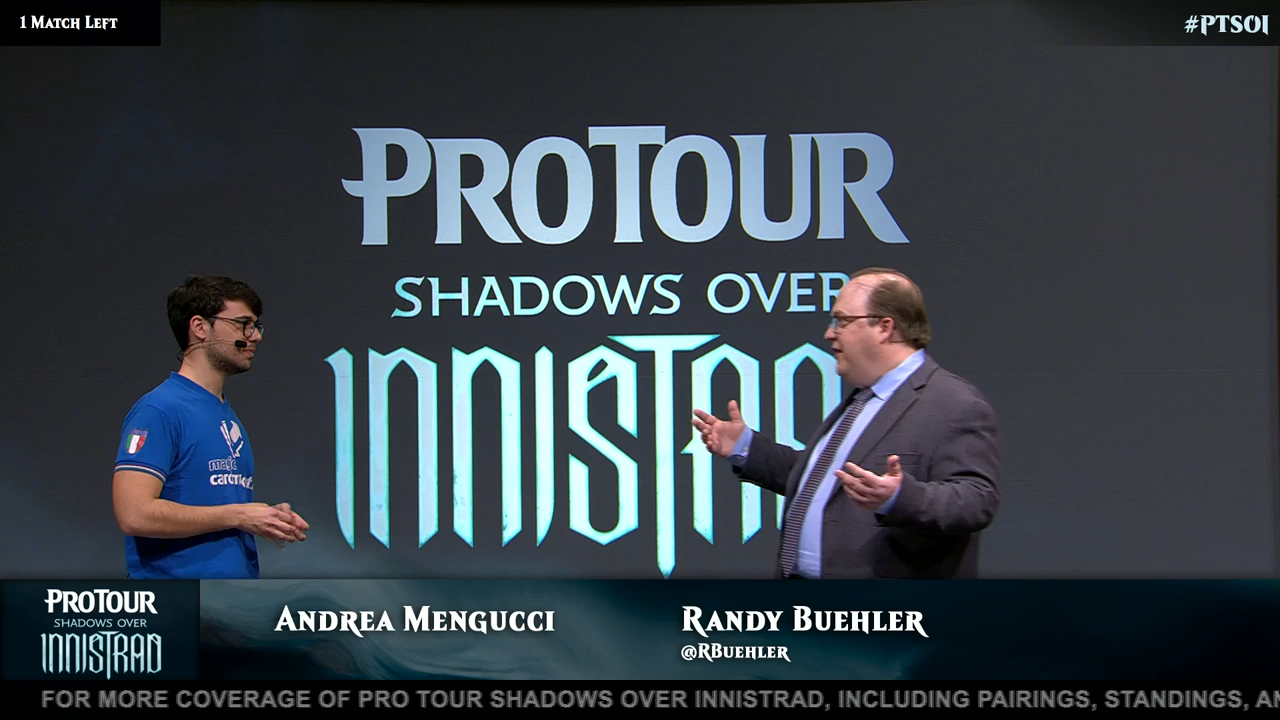 1 Match Left
#PTSOI
PROTOUR
SHADOWS OVER
INNISTRAD
ANDREA MENGUCCI
RANDY BUEHLER
@RBUEHLER
PROTOUR
SHADOWS OVER
INNISTRAD
FOR MORE COVERAGE OF PRO TOUR SHADOWS OVER INNISTRAD, INCLUDING PAIRINGS, STANDINGS, AN